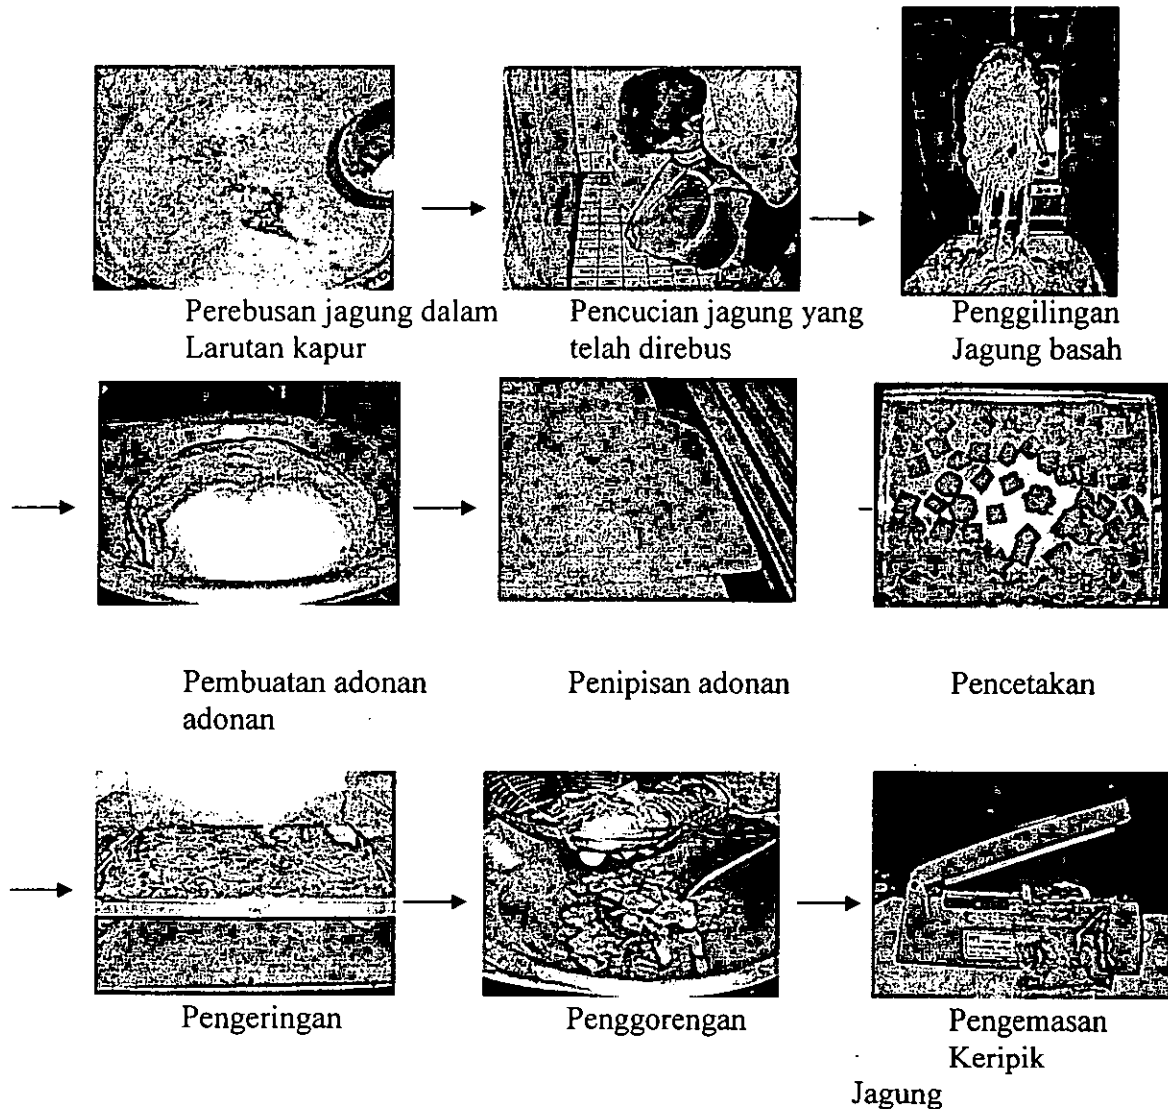 Perebusan jagung dalam
Larutan kapur
Pencucian jagung yang
telah direbus
Penggilingan
Jagung basah
Pembuatan adonan
adonan
Penipisan adonan
Pencetakan
Pengeringan
Penggorengan
Pengemasan
Keripik
Jagung